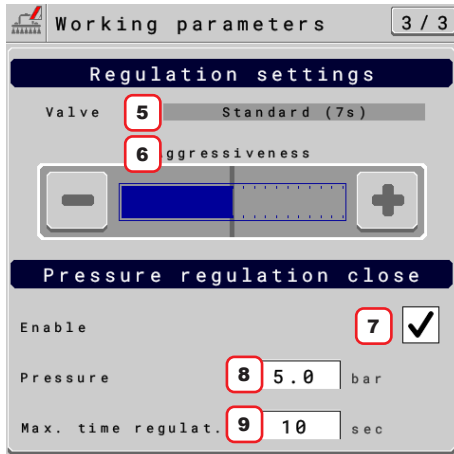 Working parameters 3 / 3
Regulation settings
Valve 5 Standard (7s)
6 ggressiveness
Pressure regulation close
Enable 7
Pressure 8 5.0 bar
Max. time regulat. 9 10 sec